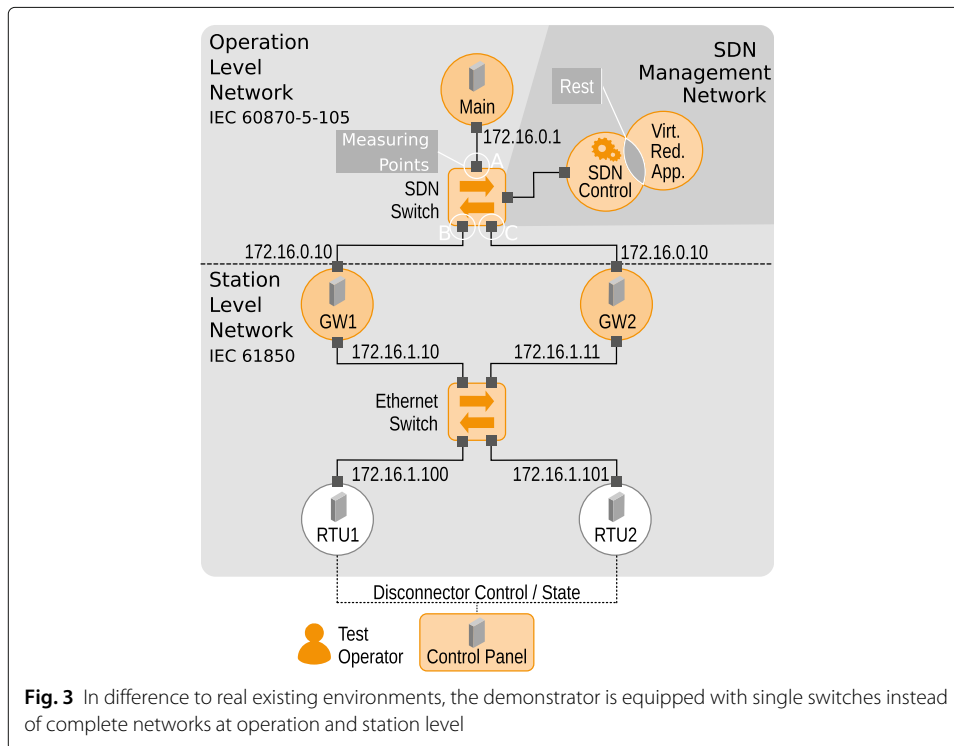 Operation
Level
Network
IEC 60870-5-105
SDN
Management
Network
Main
Rest
172.16.0.1
Virt.
Red.
App.
Measuring
Points
A
SDN
Control
SDN
Switch
B
C
172.16.0.10
172.16.0.10
Station
Level
Network
IEC 61850
GW1
GW2
172.16.1.10
172.16.1.11
Ethernet
Switch
172.16.1.100
172.16.1.101
RTU1
RTU2
Disconnector Control / State
Test
Operator
Control Panel
Fig. 3 In difference to real existing environments, the demonstrator is equipped with single switches instead
of complete networks at operation and station level